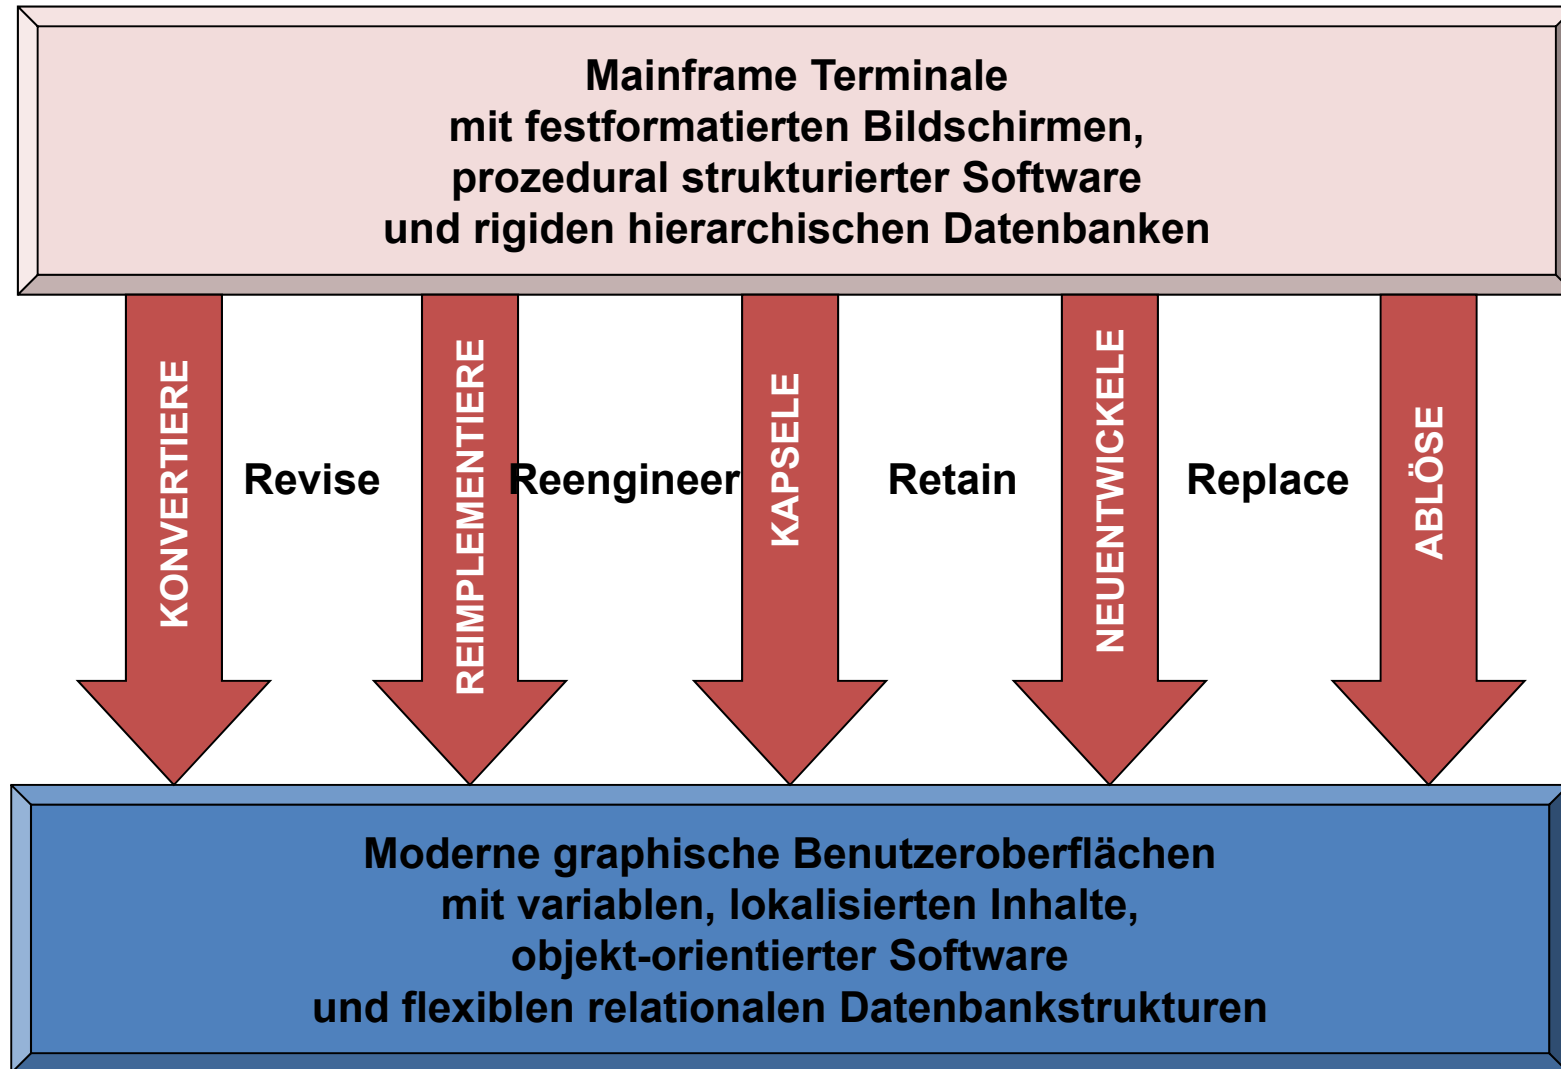 Mainframe Terminale
mit festformatierten Bildschirmen,
prozedural strukturierter Software
und rigiden hierarchischen Datenbanken
KONVERTIERE
Revise
REIMPLEMENTIERE
Reengineer
KAPSELE
Retain
NEUENTWICKELE
Replace
ABLÖSE
Moderne graphische Benutzeroberflächen
mit variablen, lokalisierten Inhalte,
objekt-orientierter Software
und flexiblen relationalen Datenbankstrukturen